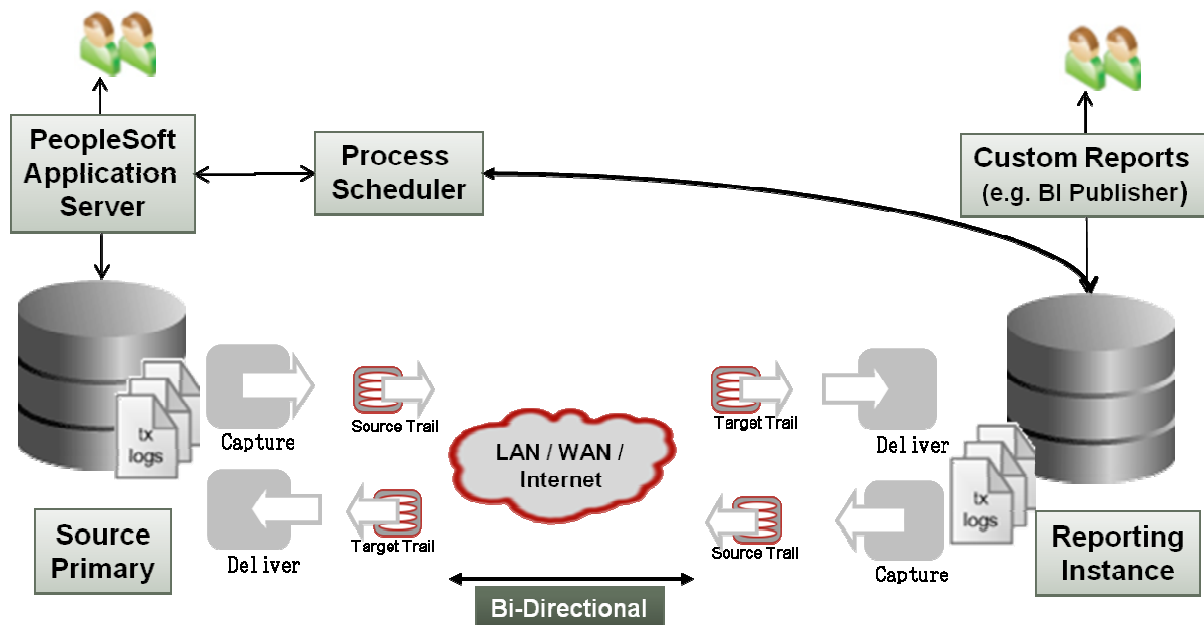 PeopleSoft
Application
Server
Process
Scheduler
Custom Reports
(e.g. BI Publisher)
tx
logs
Capture
Source Trail
LAN / WAN /
Internet
Target Trail
Deliver
Source
Primary
Deliver
Target Trail
Source Trail
Capture
tx
logs
Reporting
Instance
Bi-Directional